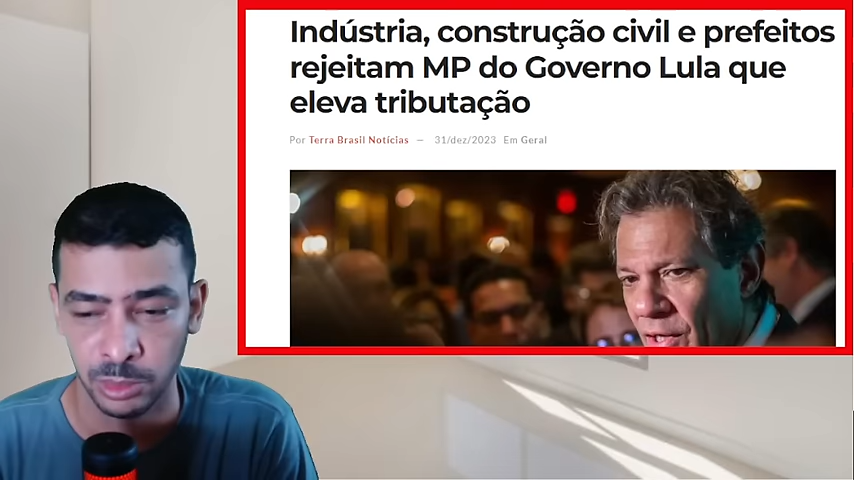 Indústria, construção civil e prefeitos
rejeitam MP do Governo Lula que
eleva tributação
Por Terra Brasil Notícias — 31/dez/2023 Em Geral